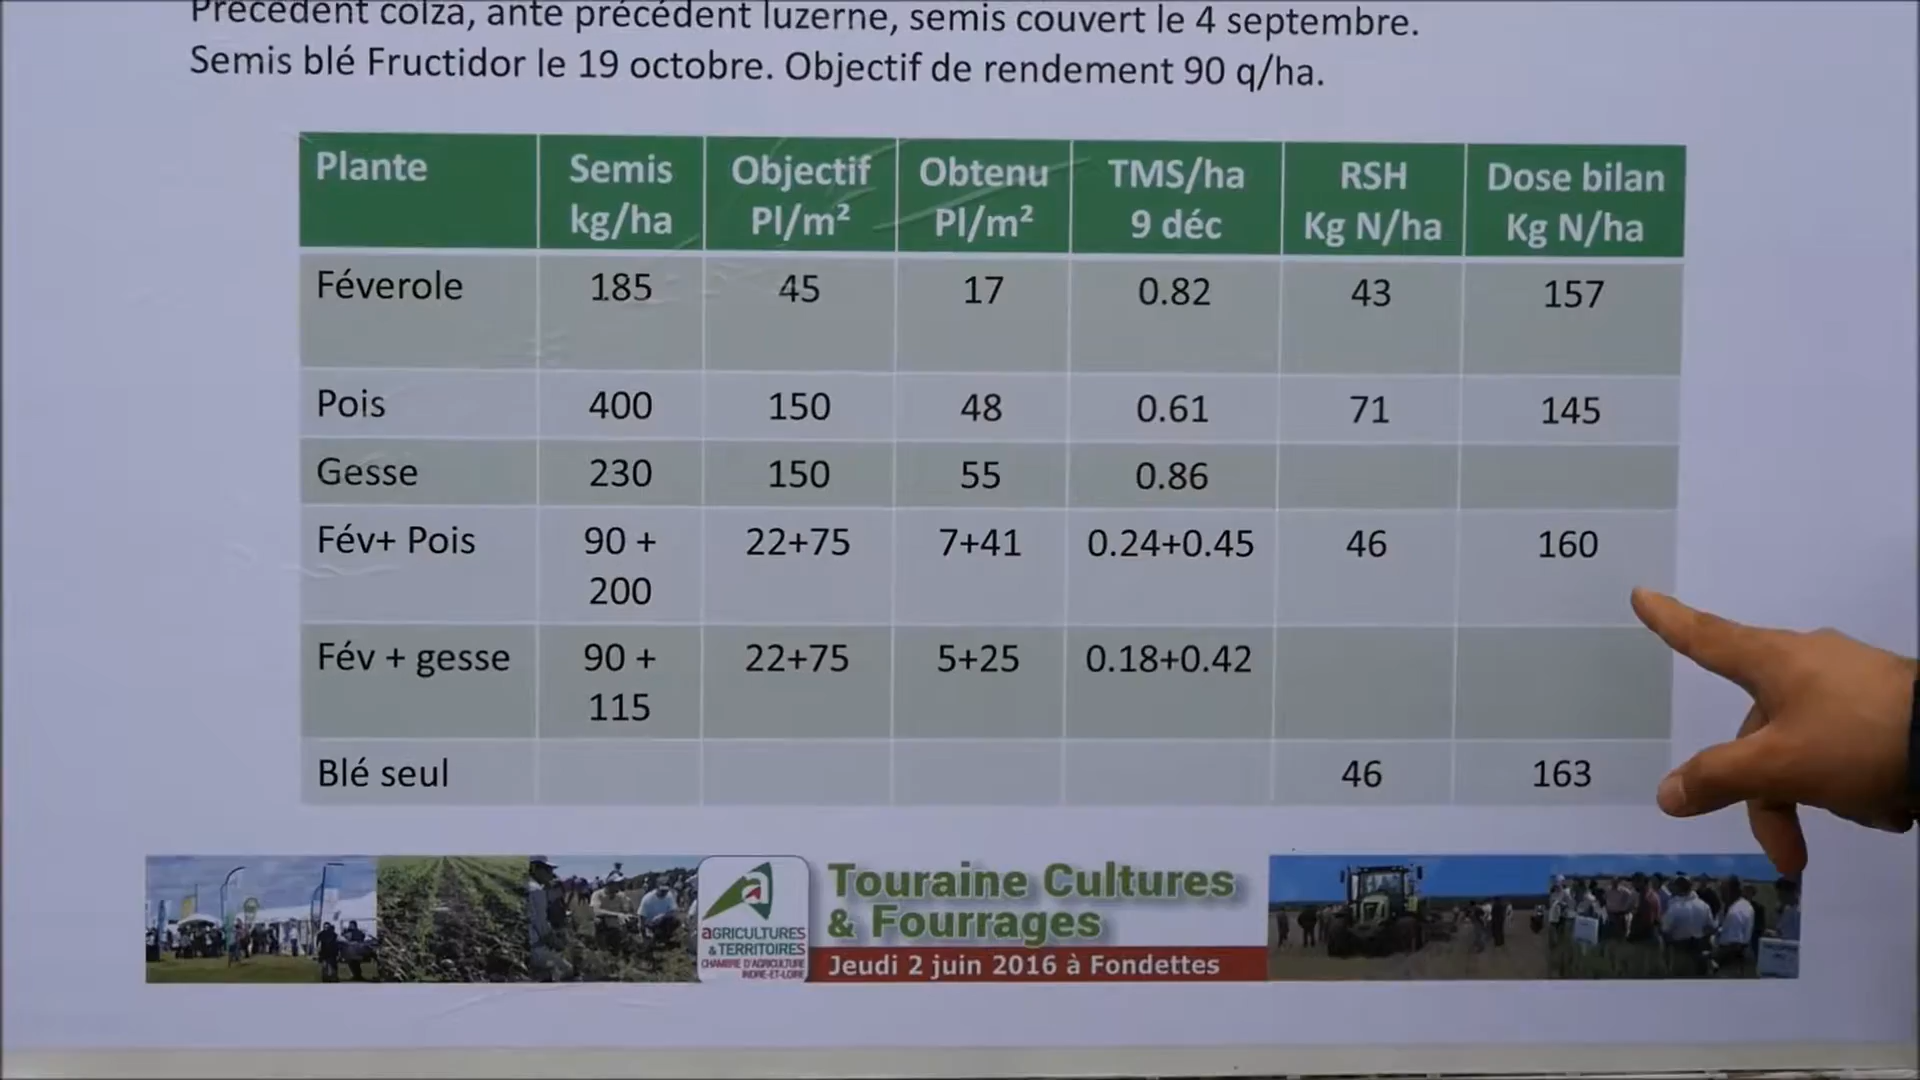 Précédent colza, ante précédent luzerne, semis couvert le 4 septembre.
Semis blé Fructidor le 19 octobre. Objectif de rendement 90 q/ha.
Plante Semis kg/ha Objectif Pl/m² Obtenu Pl/m² TMS/ha 9 déc RSH Kg N/ha Dose bilan Kg N/ha
Féverole 185 45 17 0.82 43 157
Pois 400 150 48 0.61 71 145
Gesse 230 150 55 0.86
Fév+ Pois 90 + 200 22+75 7+41 0.24+0.45 46 160
Fév + gesse 90 + 115 22+75 5+25 0.18+0.42
Blé seul 46 163
aGRICULTURES
& TERRITOIRES
CHAMBRE D'AGRICULTURE
INDRE-ET-LOIRE
Touraine Cultures
& Fourrages
Jeudi 2 juin 2016 à Fondettes